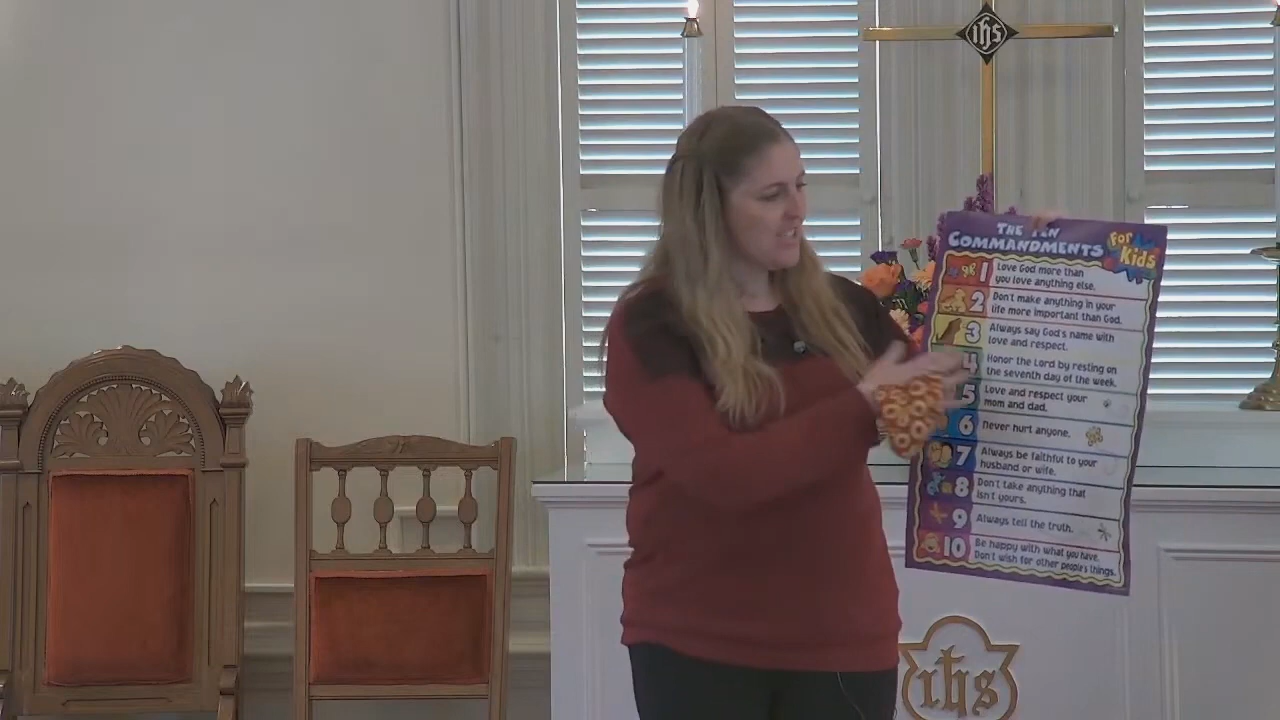 ihs
THE TEN
COMMANDMENTS
For
Kids
1 Love God more than
you love anything else.
2 Don't make anything in your
life more important than God.
3 Always say God's name with
love and respect.
4 Honor the Lord by resting on
the seventh day of the week.
5 Love and respect your
mom and dad.
6 Never hurt anyone.
7 Always be faithful to your
husband or wife.
8 Don't take anything that
isn't yours.
9 Always tell the truth.
10 Be happy with what you have.
Don't wish for other people's things.
ihs